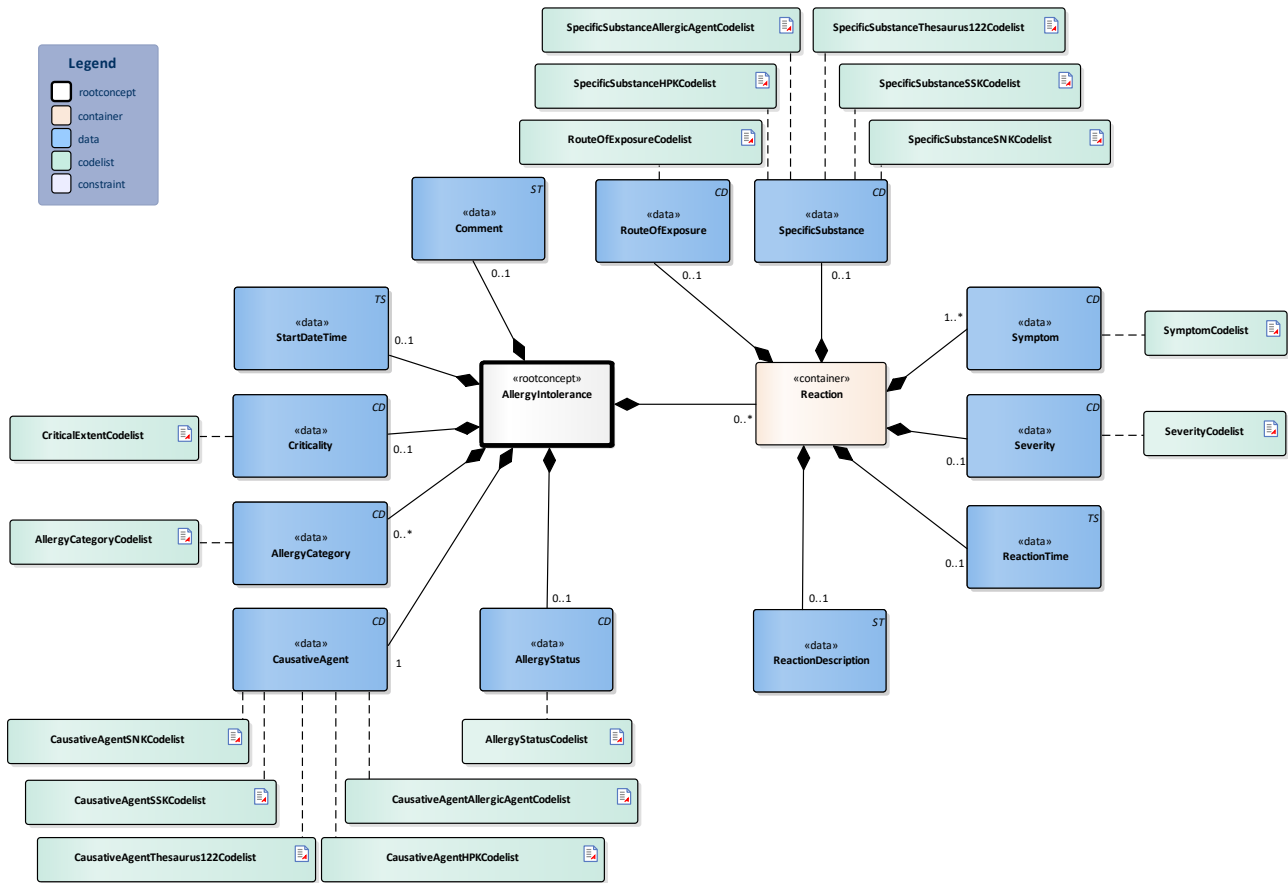 SpecificSubstanceAllergicAgentCodelist
SpecificSubstanceThesaurus122Codelist
Legend
rootconcept
container
data
codelist
constraint
SpecificSubstanceHPKCodelist
SpecificSubstanceSSKCodelist
RouteOfExposureCodelist
SpecificSubstanceSNKCodelist
ST
«data»
Comment
0..1
CD
«data»
RouteOfExposure
0..1
CD
«data»
SpecificSubstance
0..1
TS
«data»
StartDateTime
0..1
CD
«data»
Symptom
1..*
SymptomCodelist
«rootconcept»
AllergyIntolerance
«container»
Reaction
0..*
CriticalExtentCodelist
CD
«data»
Criticality
0..1
CD
«data»
Severity
0..1
SeverityCodelist
AllergyCategoryCodelist
CD
«data»
AllergyCategory
0..*
TS
«data»
ReactionTime
0..1
CD
«data»
CausativeAgent
1
0..1
CD
«data»
AllergyStatus
0..1
ST
«data»
ReactionDescription
CausativeAgentSNKCodelist
AllergyStatusCodelist
CausativeAgentSSKCodelist
CausativeAgentAllergicAgentCodelist
CausativeAgentThesaurus122Codelist
CausativeAgentHPKCodelist